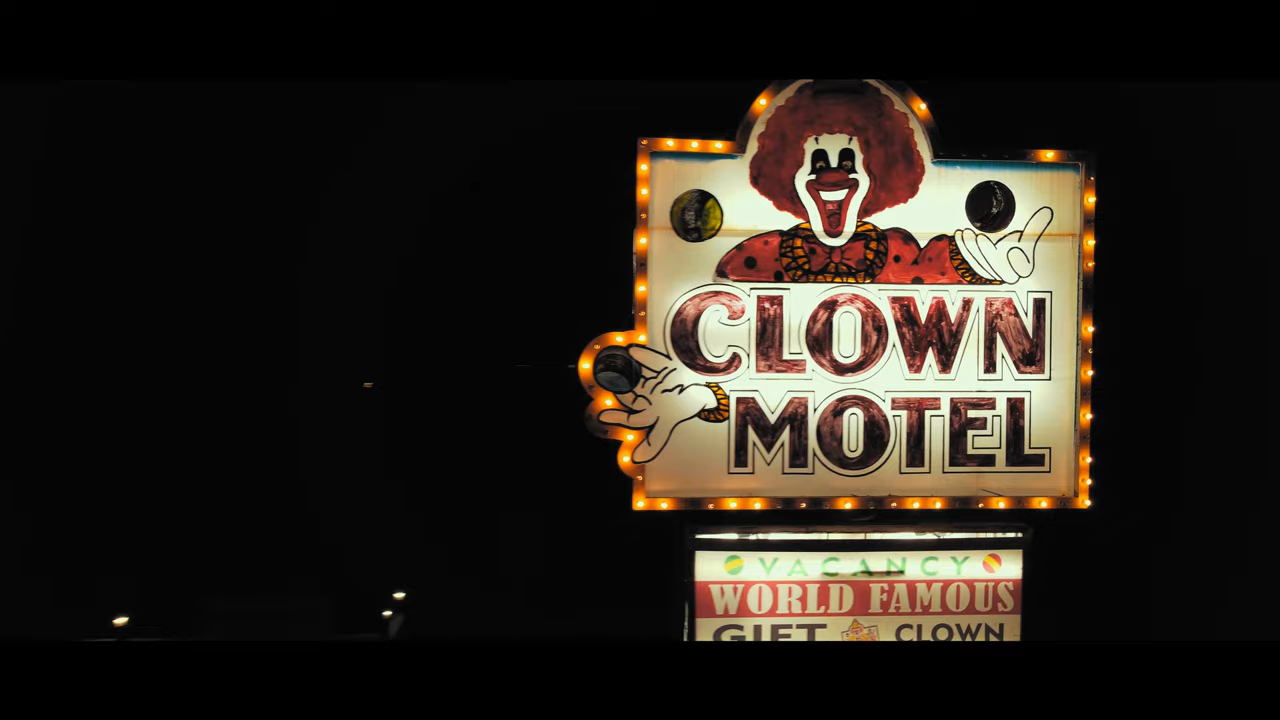 CLOWN
MOTEL
VACANCY
WORLD FAMOUS
GIFT CLOWN